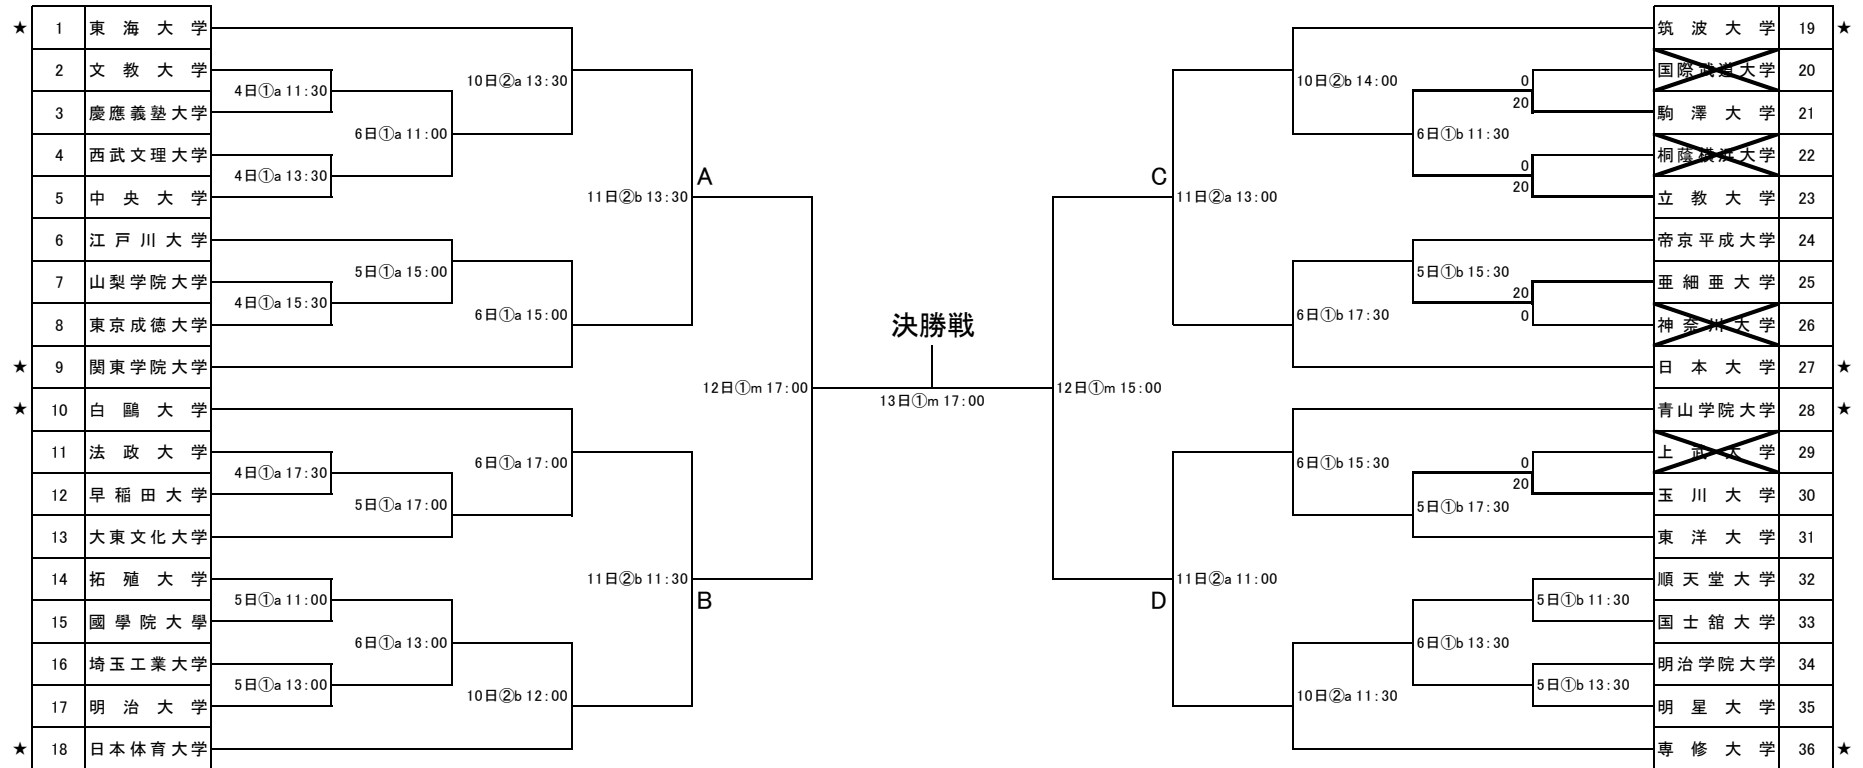 ★ 1 東海大学
2 文教大学
3 慶應義塾大学
4 西武文理大学
5 中央大学
6 江戸川大学
7 山梨学院大学
8 東京成徳大学
★ 9 関東学院大学
★ 10 白鷗大学
11 法政大学
12 早稲田大学
13 大東文化大学
14 拓殖大学
15 國學院大學
16 埼玉工業大学
17 明治大学
★ 18 日本体育大学
4日①a 11:30
4日①a 13:30
4日①a 15:30
4日①a 17:30
5日①a 11:00
5日①a 13:00
6日①a 11:00
5日①a 15:00
5日①a 17:00
6日①a 13:00
10日②a 13:30
6日①a 15:00
6日①a 17:00
10日②b 12:00
A
11日②b 13:30
11日②b 11:30
B
12日①m 17:00
決勝戦
13日①m 17:00
12日①m 15:00
C
11日②a 13:00
11日②a 11:00
D
10日②b 14:00
6日①b 17:30
6日①b 15:30
10日②a 11:30
6日①b 11:30
5日①b 15:30
5日①b 17:30
6日①b 13:30
0
20
0
20
20
0
0
20
5日①b 11:30
5日①b 13:30
筑波大学 19 ★
国際武道大学 20
駒澤大学 21
桐蔭横浜大学 22
立教大学 23
帝京平成大学 24
亜細亜大学 25
神奈川大学 26
日本大学 27 ★
青山学院大学 28 ★
上武大学 29
玉川大学 30
東洋大学 31
順天堂大学 32
国士舘大学 33
明治学院大学 34
明星大学 35
専修大学 36 ★